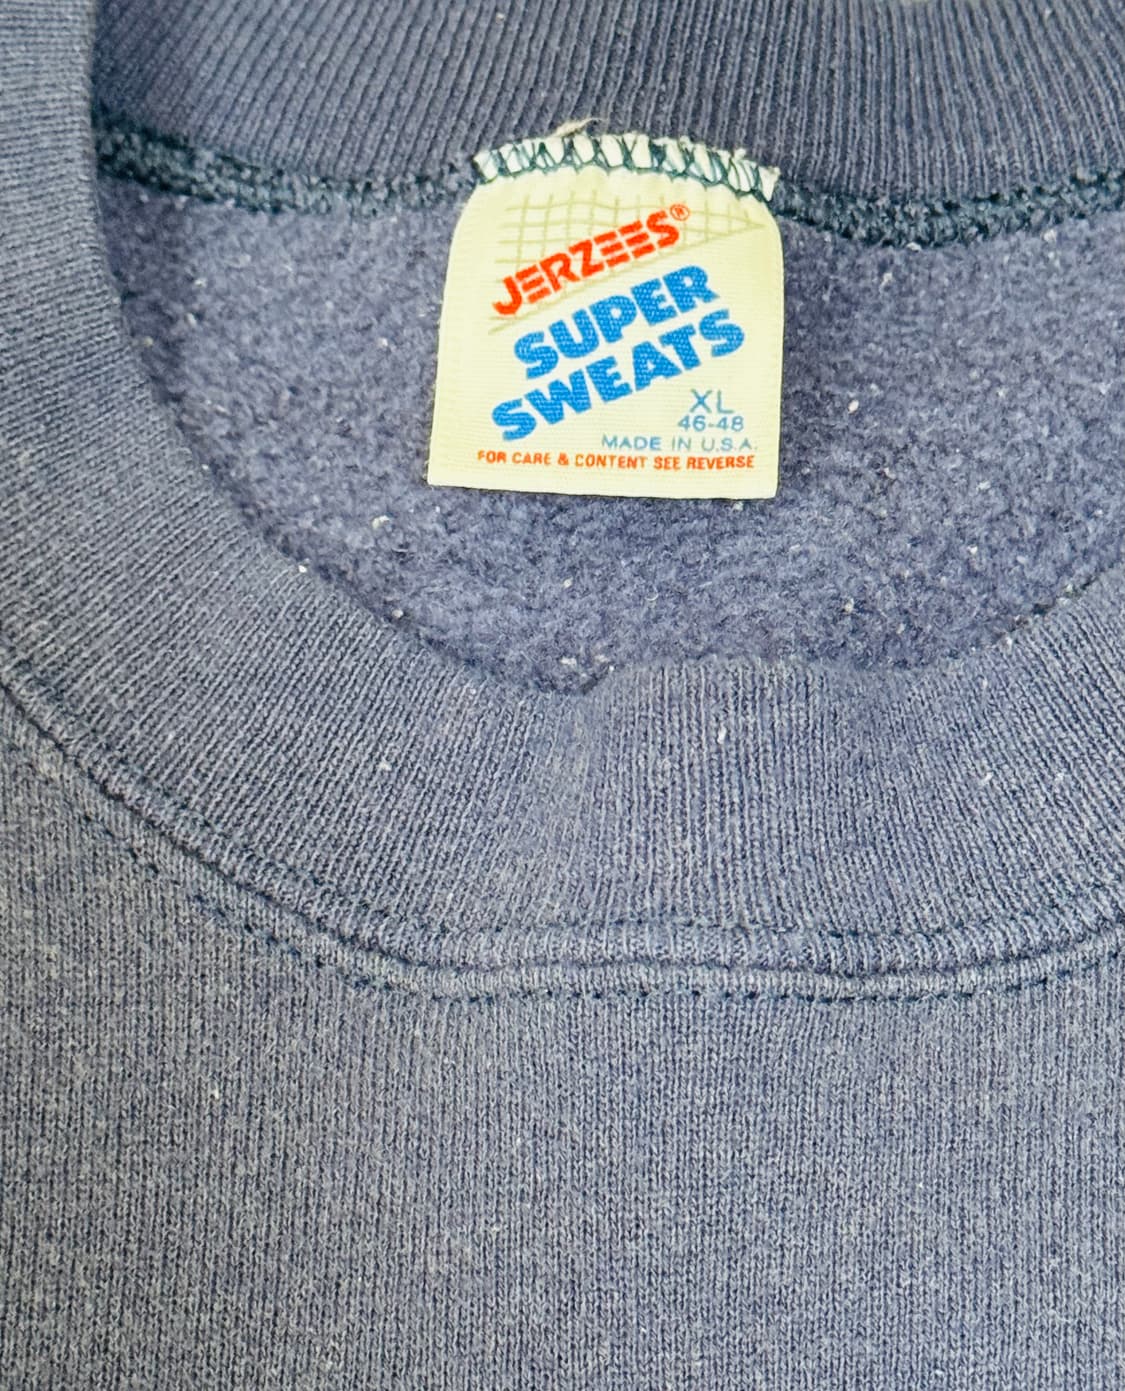 JERZEES®
SUPER
SWEATS
XL
46-48
MADE IN U.S.A.
FOR CARE & CONTENT SEE REVERSE